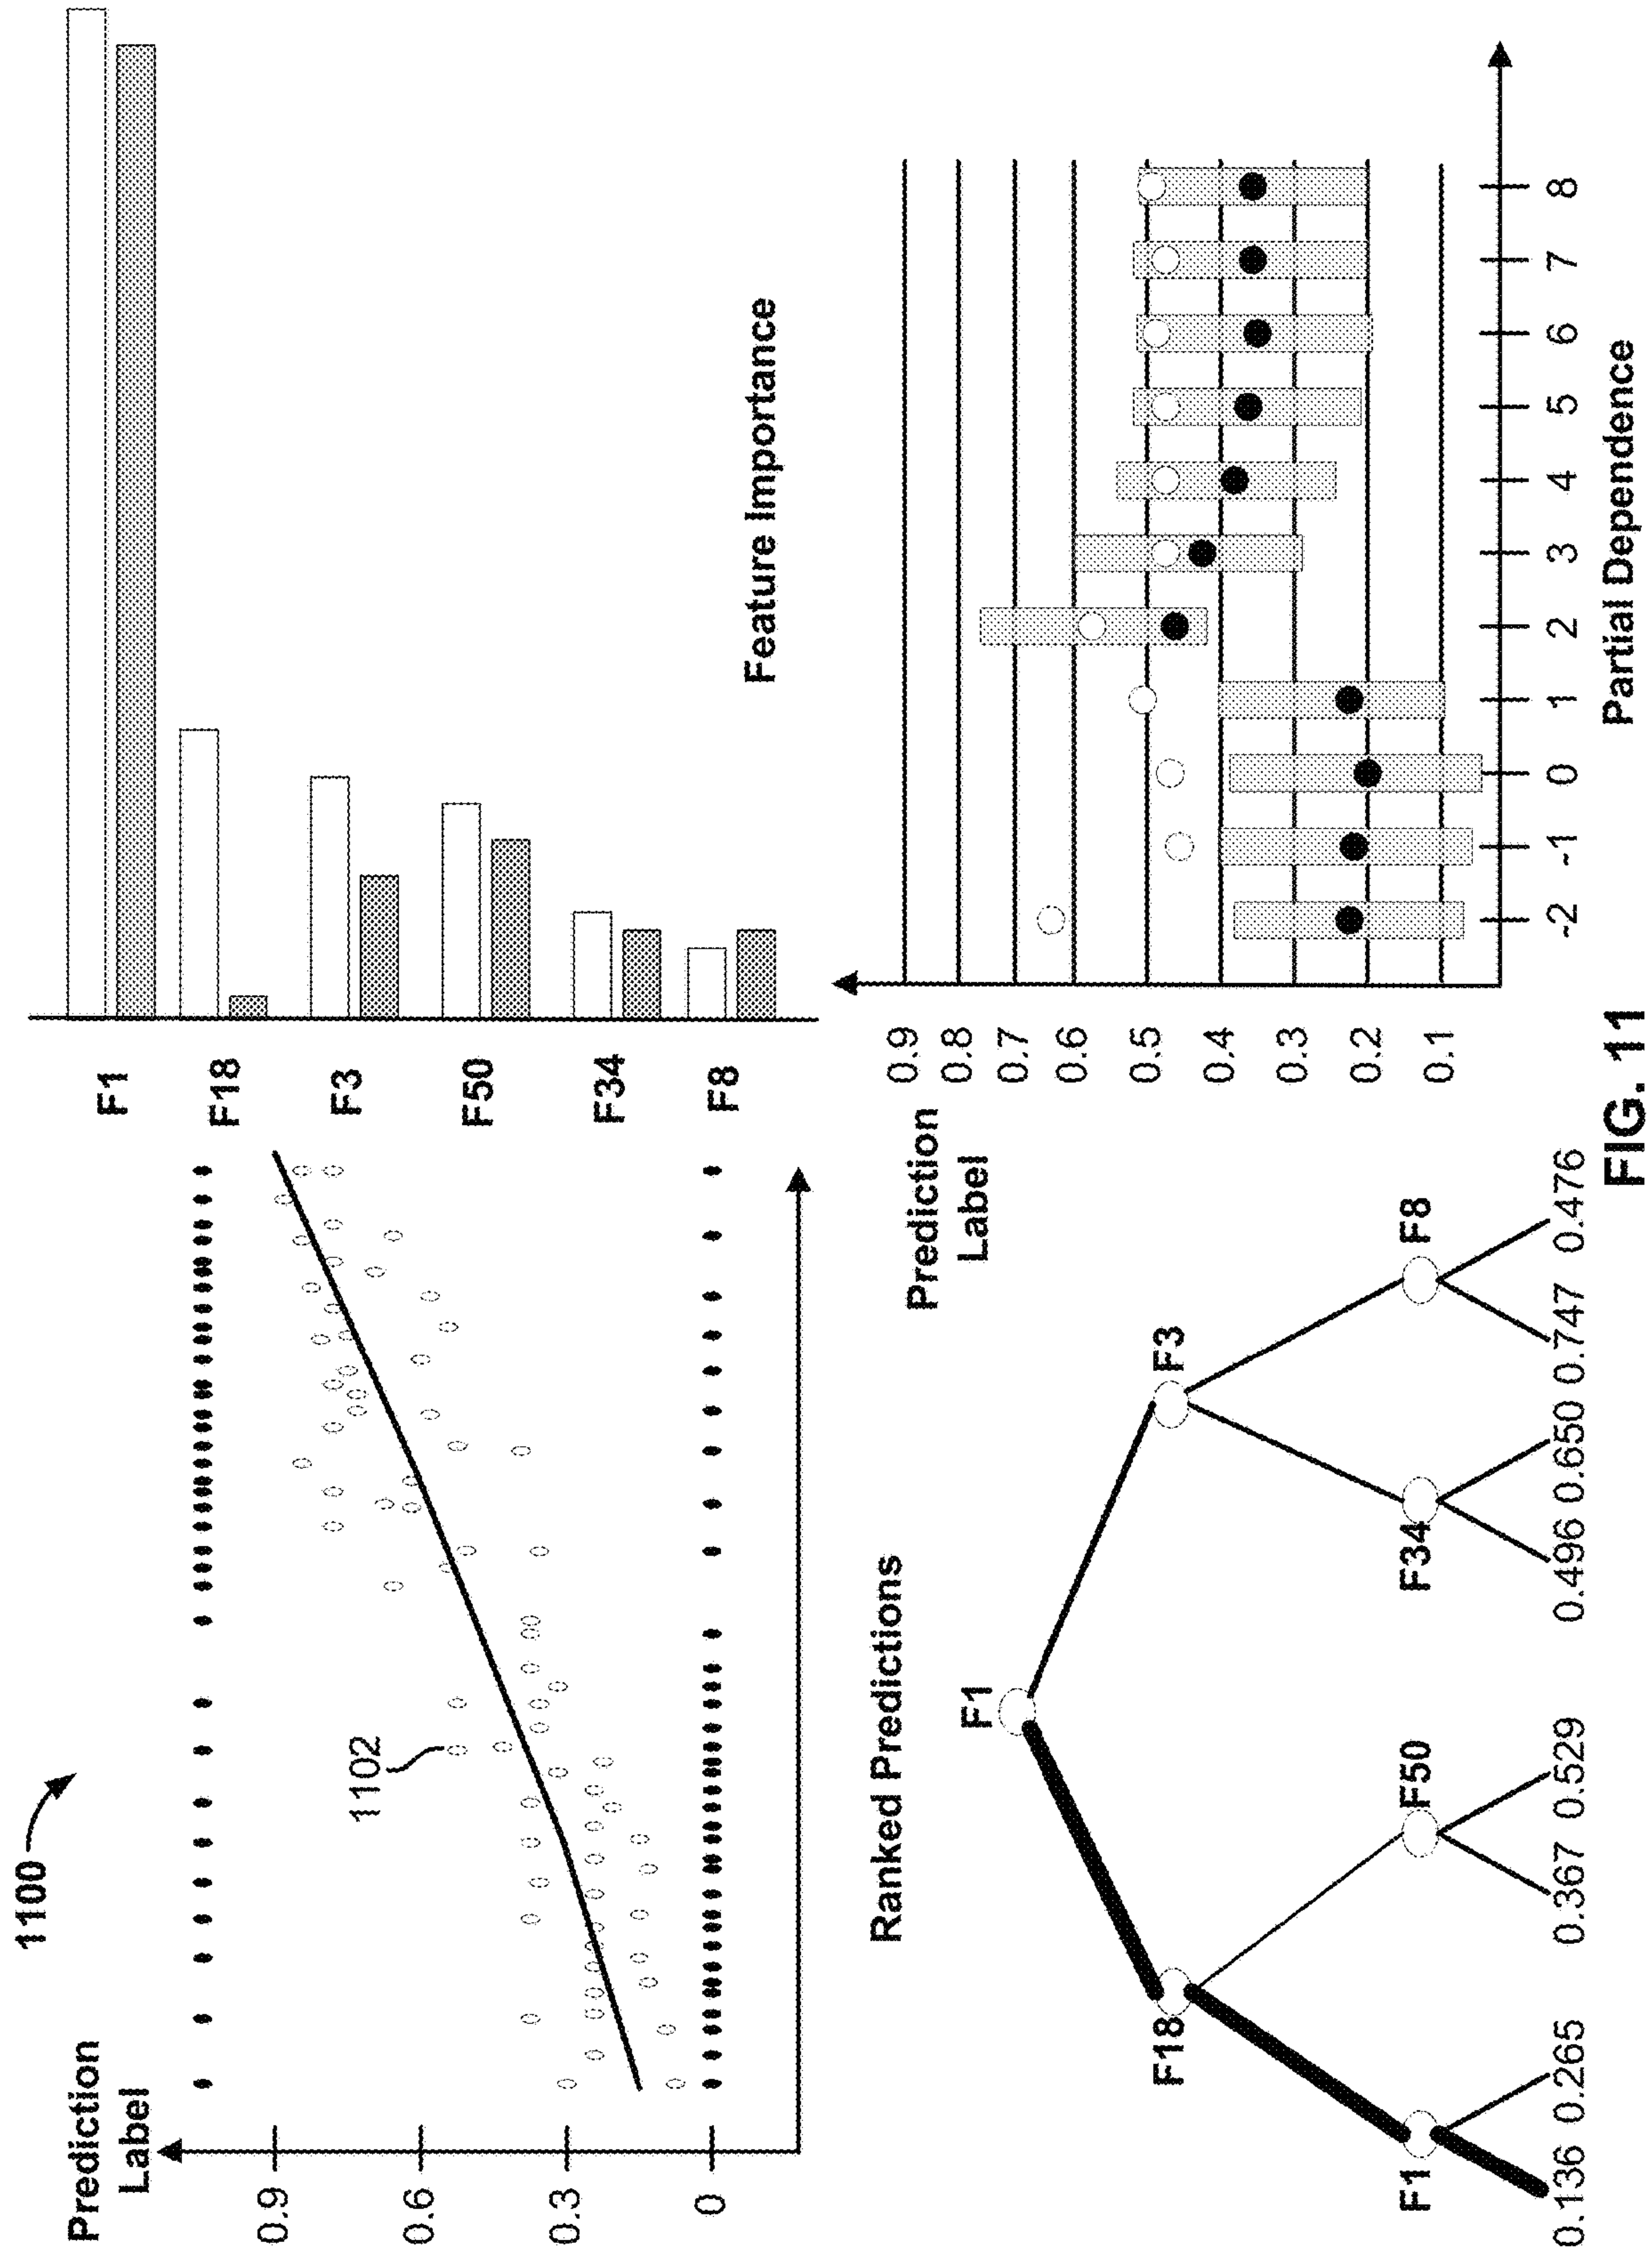 1100
Prediction
Label
0.9
0.6
0.3
0
1102
Ranked Predictions
F1
F18
F3
F50
F34
F8
Feature Importance
F1
F18
F3
F1
F50
F34
F8
0.136 0.265 0.367 0.529 0.496 0.650 0.747 0.476
Prediction
Label
0.9
0.8
0.7
0.6
0.5
0.4
0.3
0.2
0.1
-2 -1 0 1 2 3 4 5 6 7 8
Partial Dependence
FIG. 11